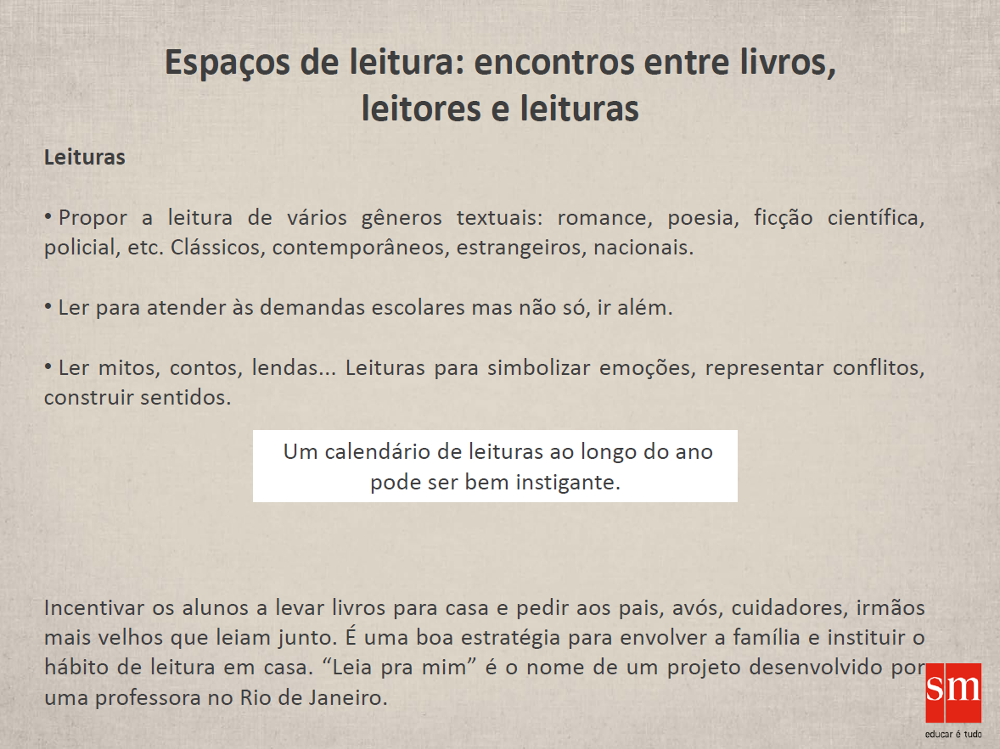 Espaços de leitura: encontros entre livros,
leitores e leituras
Leituras
• Propor a leitura de vários gêneros textuais: romance, poesia, ficção científica,
policial, etc. Clássicos, contemporâneos, estrangeiros, nacionais.
• Ler para atender às demandas escolares mas não só, ir além.
• Ler mitos, contos, lendas... Leituras para simbolizar emoções, representar conflitos,
construir sentidos.
Um calendário de leituras ao longo do ano
pode ser bem instigante.
Incentivar os alunos a levar livros para casa e pedir aos pais, avós, cuidadores, irmãos
mais velhos que leiam junto. É uma boa estratégia para envolver a família e instituir o
hábito de leitura em casa. “Leia pra mim” é o nome de um projeto desenvolvido por
uma professora no Rio de Janeiro.
sm
educar é tudo